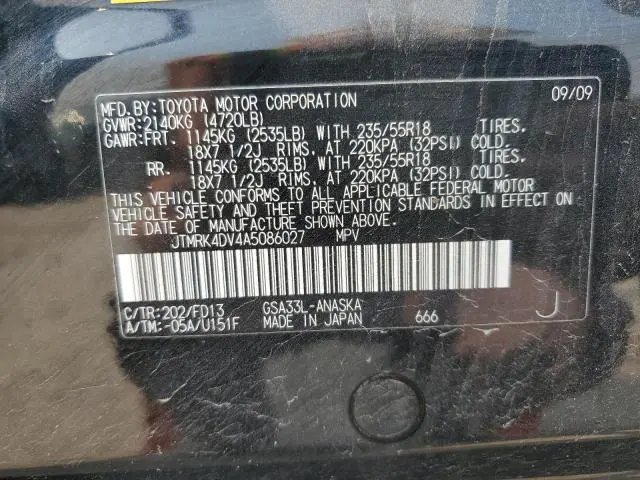 MFD. BY: TOYOTA MOTOR CORPORATION 09/09
GVWR: 2140KG (4720LB)
GAWR: FRT. 1145KG (2535LB) WITH 235/55R18 TIRES.
18X7 1/2J RIMS. AT 220KPA (32PSI) COLD.
RR. 1145KG (2535LB) WITH 235/55R18 TIRES.
18X7 1/2J RIMS. AT 220KPA (32PSI) COLD.
THIS VEHICLE CONFORMS TO ALL APPLICABLE FEDERAL MOTOR
VEHICLE SAFETY AND THEFT PREVENTION STANDARDS IN EFFECT ON
THE DATE OF MANUFACTURE SHOWN ABOVE.
JTMRK4DV4A5086027 MPV
C/TR: 202/FD13 GSA33L-ANASKA
A/TM: -05A/U151F MADE IN JAPAN 666 J